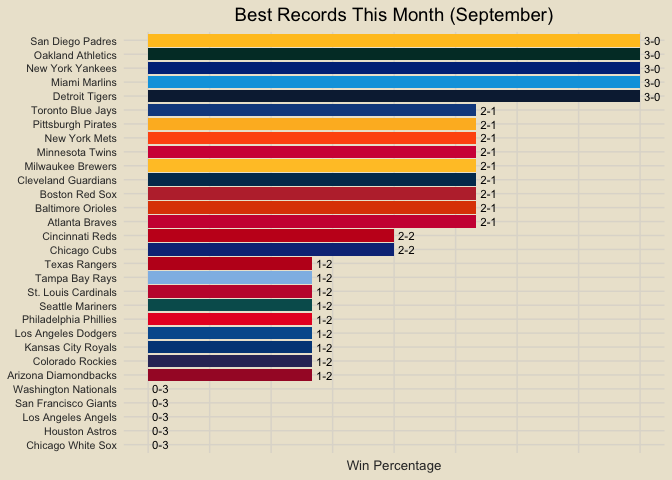 Best Records This Month (September)
San Diego Padres 3-0
Oakland Athletics 3-0
New York Yankees 3-0
Miami Marlins 3-0
Detroit Tigers 3-0
Toronto Blue Jays 2-1
Pittsburgh Pirates 2-1
New York Mets 2-1
Minnesota Twins 2-1
Milwaukee Brewers 2-1
Cleveland Guardians 2-1
Boston Red Sox 2-1
Baltimore Orioles 2-1
Atlanta Braves 2-1
Cincinnati Reds 2-2
Chicago Cubs 2-2
Texas Rangers 1-2
Tampa Bay Rays 1-2
St. Louis Cardinals 1-2
Seattle Mariners 1-2
Philadelphia Phillies 1-2
Los Angeles Dodgers 1-2
Kansas City Royals 1-2
Colorado Rockies 1-2
Arizona Diamondbacks 1-2
Washington Nationals 0-3
San Francisco Giants 0-3
Los Angeles Angels 0-3
Houston Astros 0-3
Chicago White Sox 0-3
Win Percentage